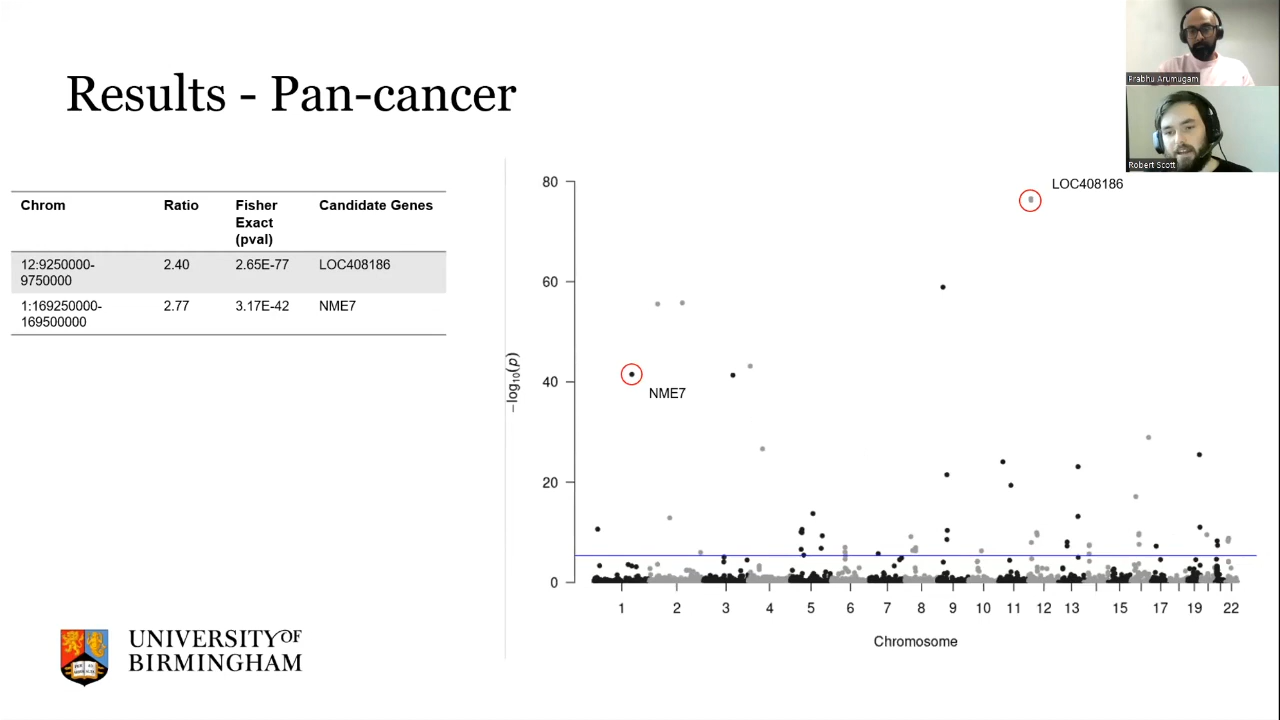 Results - Pan-cancer
Prabhu Arumugam
Robert Scott
Chrom Ratio Fisher Exact (pval) Candidate Genes
12:9250000-9750000 2.40 2.65E-77 LOC408186
1:169250000-169500000 2.77 3.17E-42 NME7
LOC408186
NME7
80
60
40
20
0
−log10(p)
1 2 3 4 5 6 7 8 9 10 11 12 13 15 17 19 22
Chromosome
UNIVERSITY OF
BIRMINGHAM